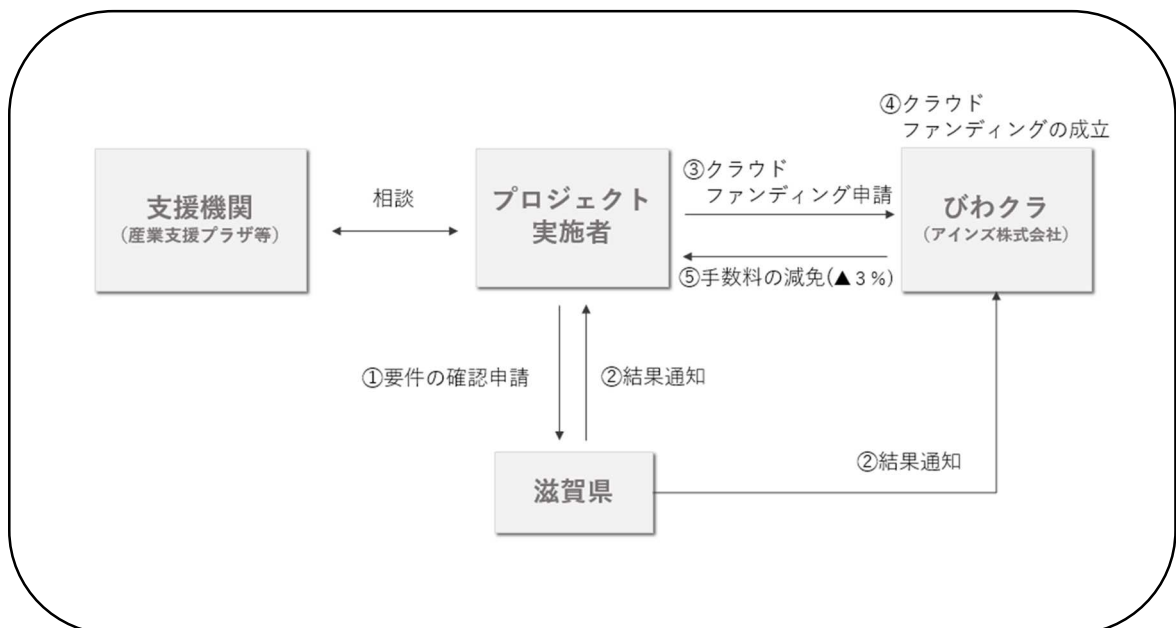 ④クラウド
ファンディングの成立
支援機関
(産業支援プラザ等)
相談
プロジェクト
実施者
③クラウド
ファンディング申請
びわクラ
(アインズ株式会社)
⑤手数料の減免(▲3%)
①要件の確認申請
②結果通知
②結果通知
滋賀県